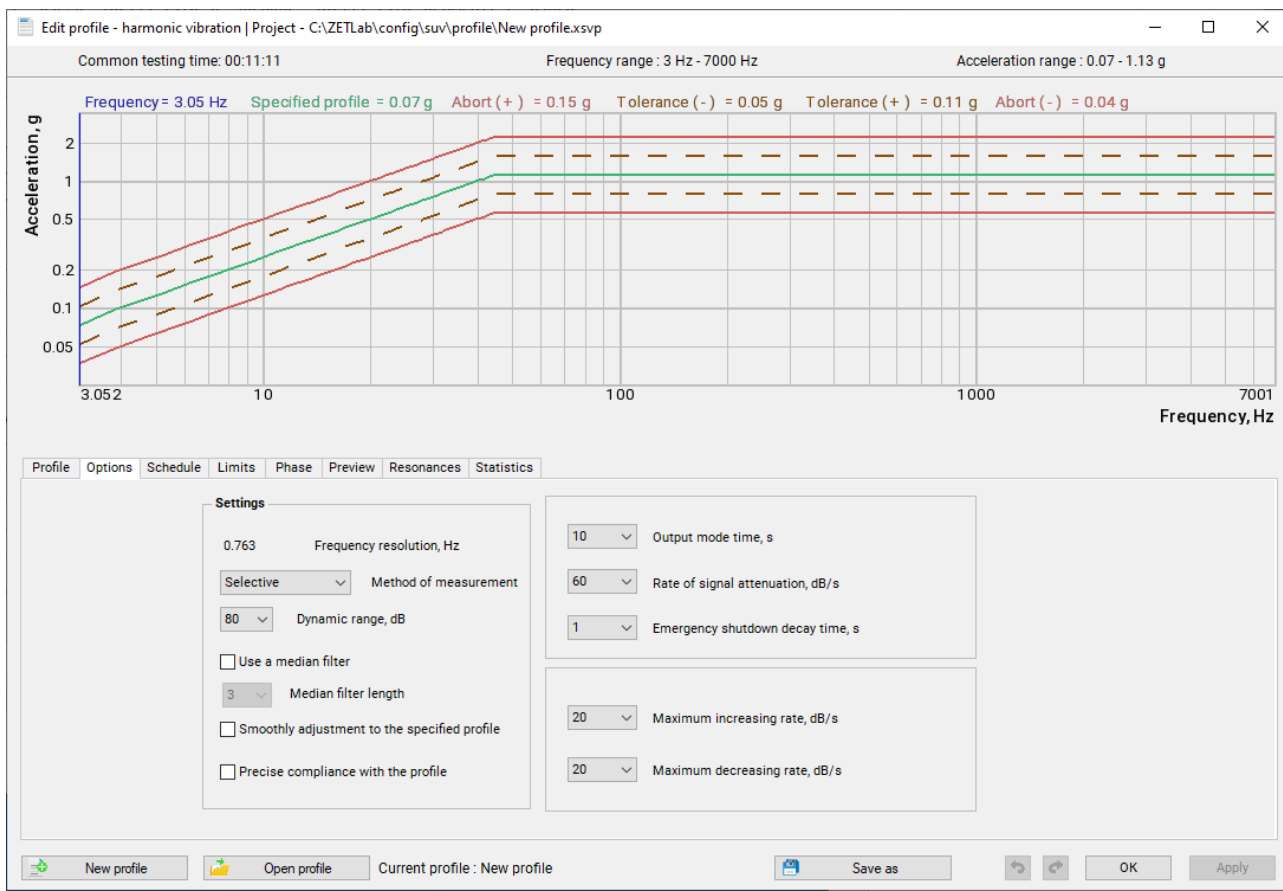 Edit profile - harmonic vibration | Project - C:\ZETLab\config\suv\profile\New profile.xsvp
Common testing time: 00:11:11 Frequency range : 3 Hz - 7000 Hz Acceleration range : 0.07 - 1.13 g
Frequency = 3.05 Hz Specified profile = 0.07 g Abort ( + ) = 0.15 g Tolerance ( - ) = 0.05 g Tolerance ( + ) = 0.11 g Abort ( - ) = 0.04 g
Acceleration, g
2
1
0.5
0.2
0.1
0.05
3.052 10 100 1000 7001
Frequency, Hz
Profile Options Schedule Limits Phase Preview Resonances Statistics
Settings
0.763 Frequency resolution, Hz
Selective Method of measurement
80 Dynamic range, dB
Use a median filter
3 Median filter length
Smoothly adjustment to the specified profile
Precise compliance with the profile
10 Output mode time, s
60 Rate of signal attenuation, dB/s
1 Emergency shutdown decay time, s
20 Maximum increasing rate, dB/s
20 Maximum decreasing rate, dB/s
New profile Open profile Current profile : New profile Save as OK Apply